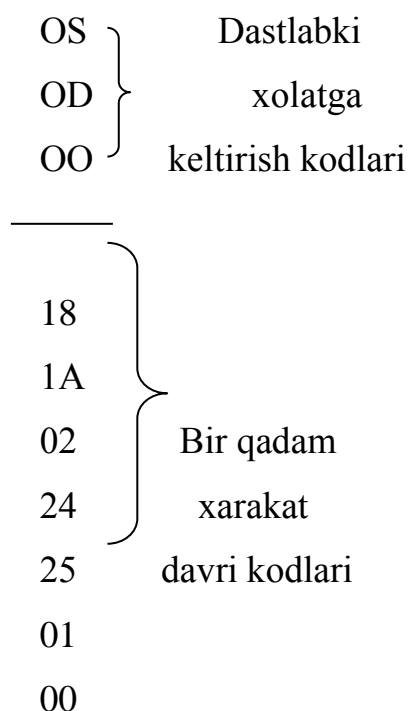 OS Dastlabki
OD xolatga
OO keltirish kodlari
18
1A
02 Bir qadam
24 xarakat
25 davri kodlari
01
00